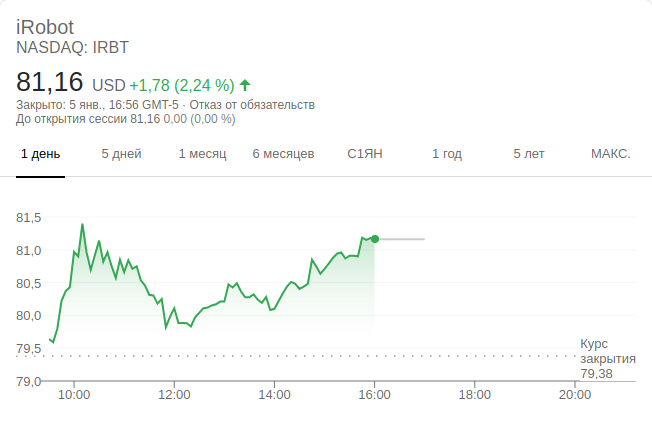 iRobot
NASDAQ: IRBT
81,16 USD +1,78 (2,24 %)
Закрыто: 5 янв., 16:56 GMT-5 · Отказ от обязательств
До открытия сессии 81,16 0,00 (0,00 %)
1 день 5 дней 1 месяц 6 месяцев С1ЯН 1 год 5 лет МАКС.
81,5
81,0
80,5
80,0
79,5
Курс
закрытия
79,38
79,0
10:00 12:00 14:00 16:00 18:00 20:00